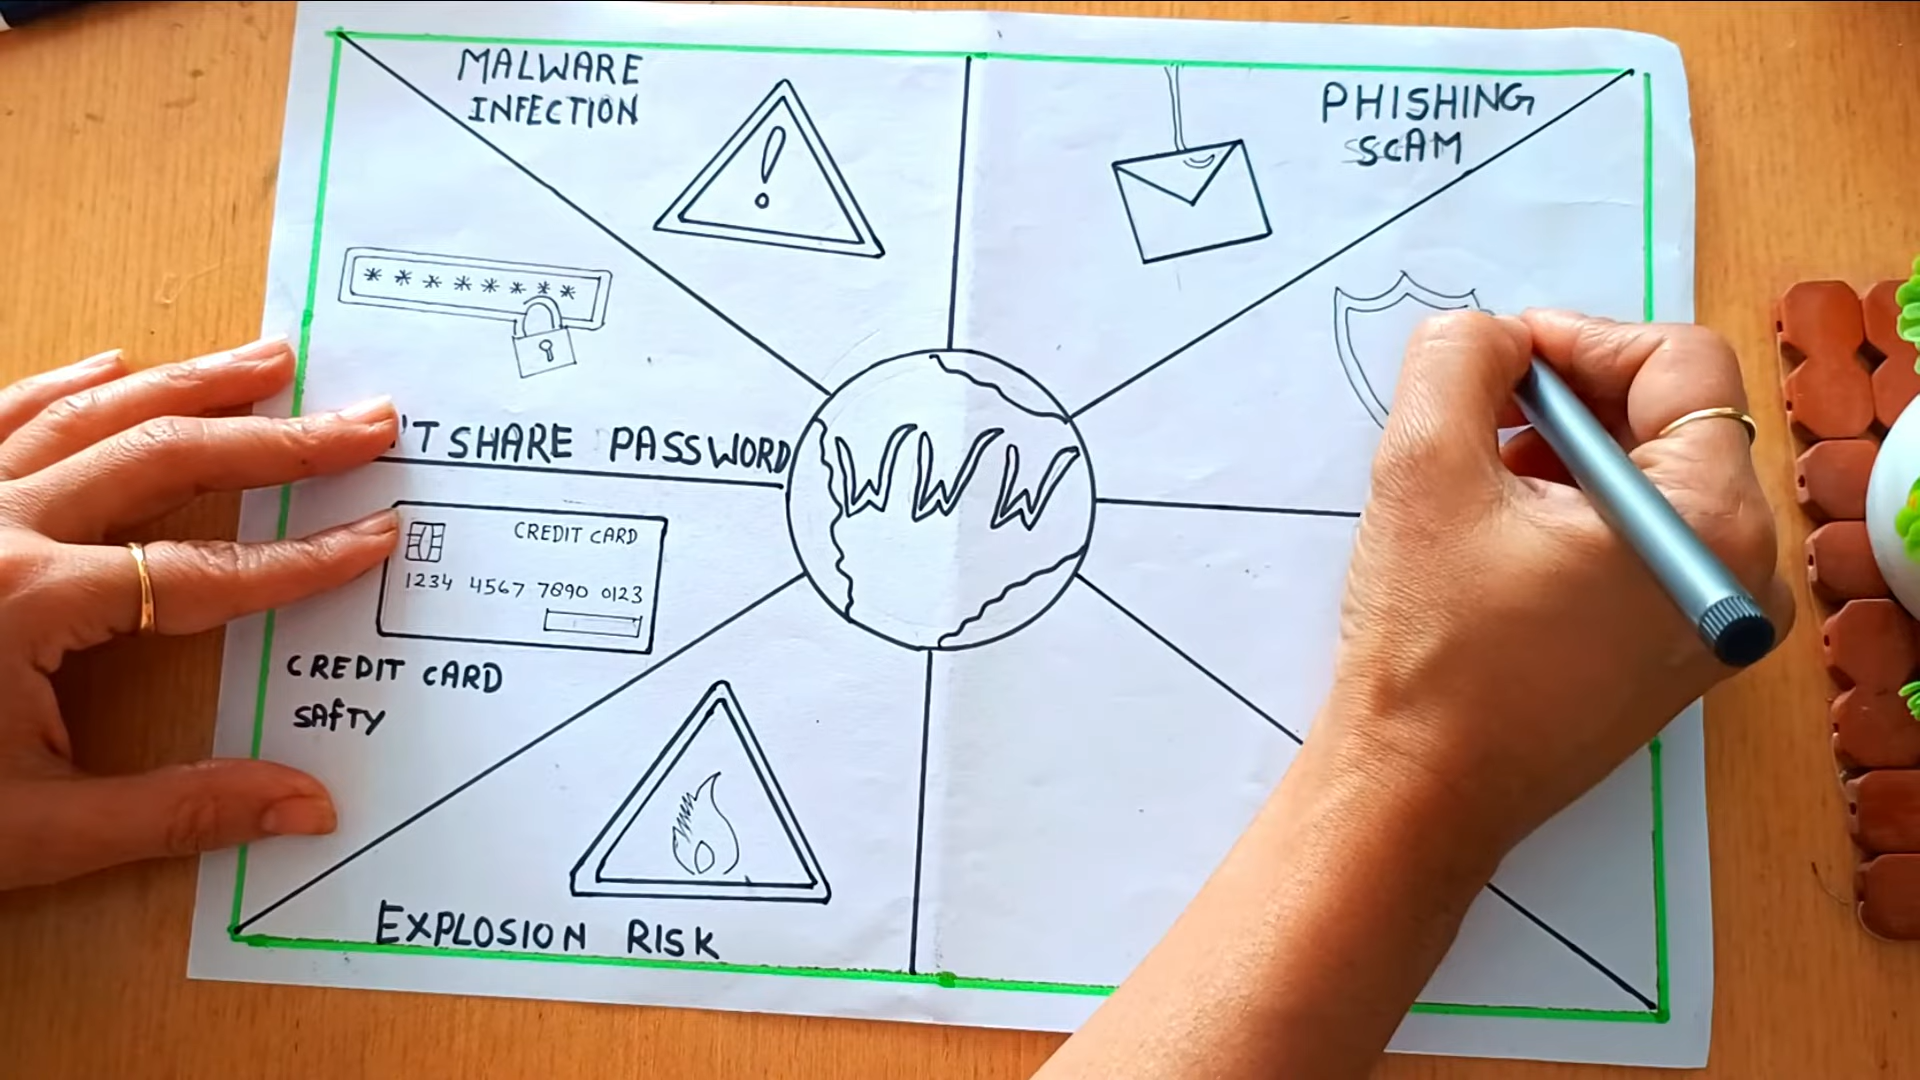 MALWARE
INFECTION
PHISHING
SCAM
* * * * * * * *
'T SHARE PASSWORD
WWW
CREDIT CARD
1234 4567 7890 0123
CREDIT CARD
SAfTY
EXPLOSION RISK